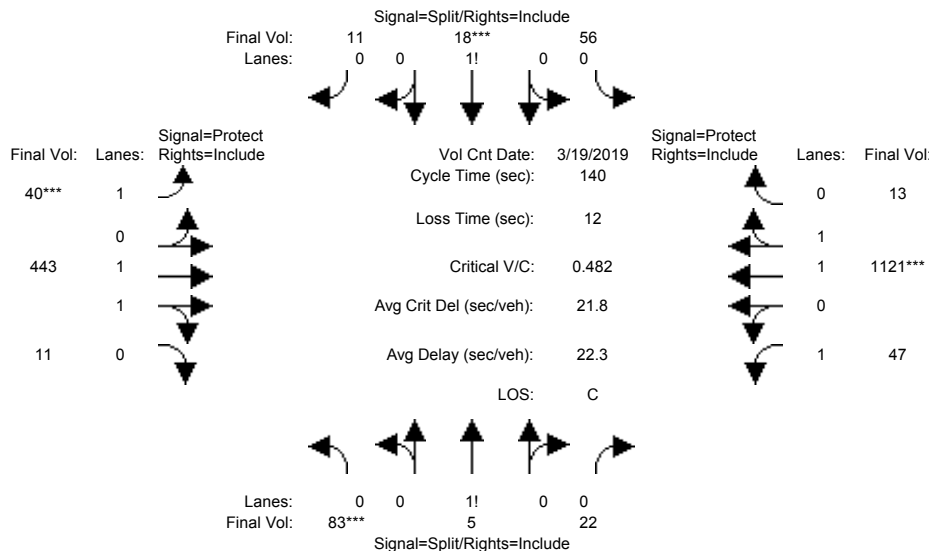 Signal=Split/Rights=Include
Final Vol: 11 18*** 56
Lanes: 0 0 1! 0 0
Signal=Protect Signal=Protect
Final Vol: Lanes: Rights=Include Vol Cnt Date: 3/19/2019 Rights=Include Lanes: Final Vol:
Cycle Time (sec): 140
40*** 1 0 13
Loss Time (sec): 12
0 1
443 1 Critical V/C: 0.482 1 1121***
1 Avg Crit Del (sec/veh): 21.8 0
11 0 Avg Delay (sec/veh): 22.3 1 47
LOS: C
Lanes: 0 0 1! 0 0
Final Vol: 83*** 5 22
Signal=Split/Rights=Include